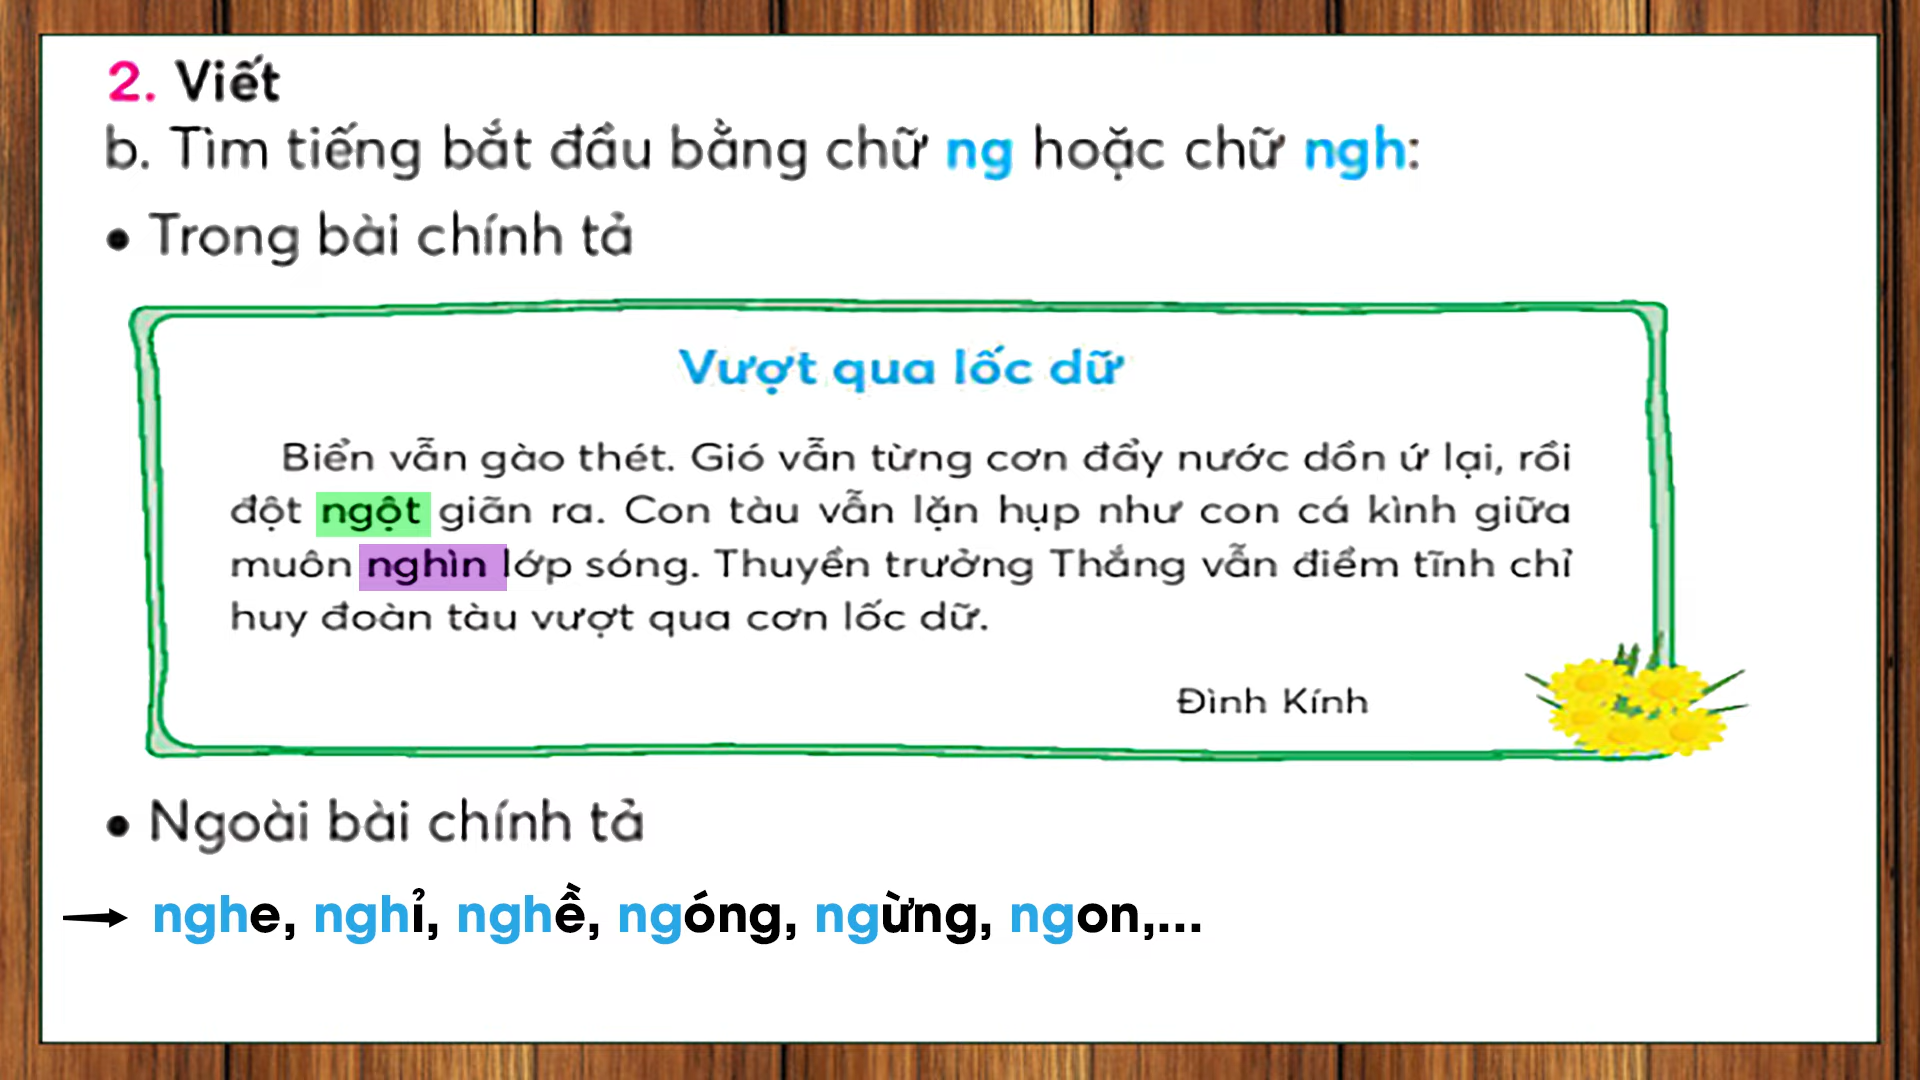 2. Viết
b. Tìm tiếng bắt đầu bằng chữ ng hoặc chữ ngh:
• Trong bài chính tả
Vượt qua lốc dữ
Biển vẫn gào thét. Gió vẫn từng cơn đẩy nước dồn ứ lại, rồi
đột ngột giãn ra. Con tàu vẫn lặn hụp như con cá kình giữa
muôn nghìn lớp sóng. Thuyền trưởng Thắng vẫn điềm tĩnh chỉ
huy đoàn tàu vượt qua cơn lốc dữ.
Đình Kính
• Ngoài bài chính tả
nghe, nghỉ, nghề, ngóng, ngừng, ngon,...